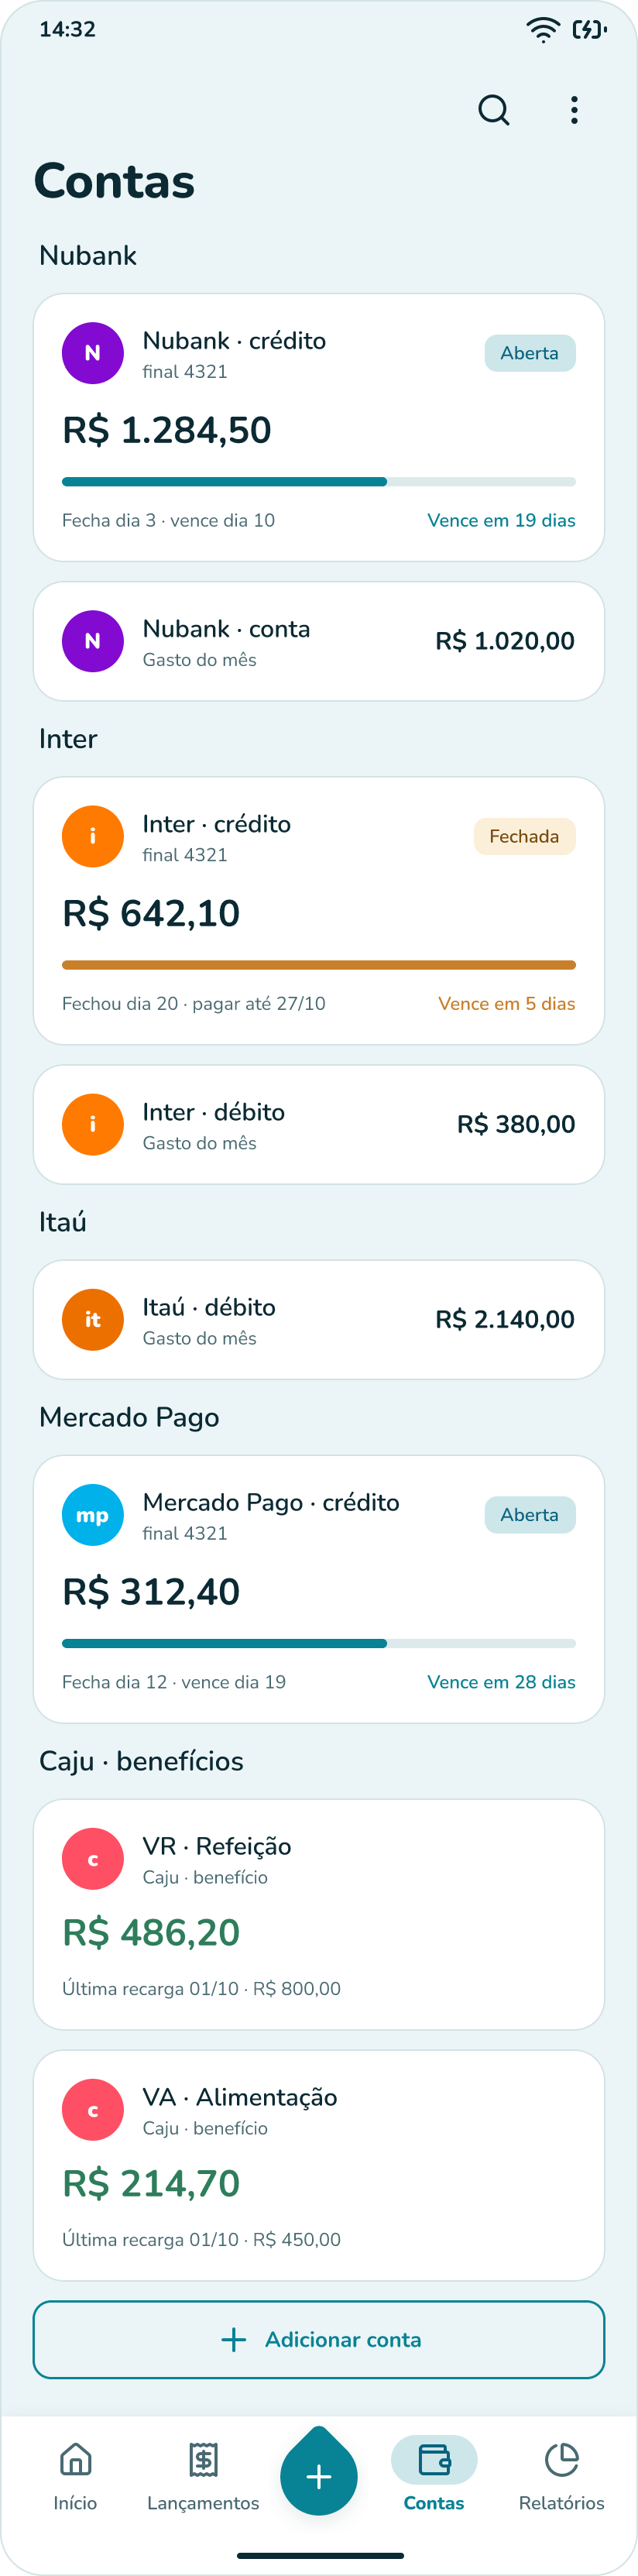 14:32
Contas
Nubank
N
Nubank · crédito
final 4321
Aberta
R$ 1.284,50
Fecha dia 3 · vence dia 10
Vence em 19 dias
N
Nubank · conta
Gasto do mês
R$ 1.020,00
Inter
i
Inter · crédito
final 4321
Fechada
R$ 642,10
Fechou dia 20 · pagar até 27/10
Vence em 5 dias
i
Inter · débito
Gasto do mês
R$ 380,00
Itaú
it
Itaú · débito
Gasto do mês
R$ 2.140,00
Mercado Pago
mp
Mercado Pago · crédito
final 4321
Aberta
R$ 312,40
Fecha dia 12 · vence dia 19
Vence em 28 dias
Caju · benefícios
c
VR · Refeição
Caju · benefício
R$ 486,20
Última recarga 01/10 · R$ 800,00
c
VA · Alimentação
Caju · benefício
R$ 214,70
Última recarga 01/10 · R$ 450,00
Adicionar conta
Início
Lançamentos
Contas
Relatórios